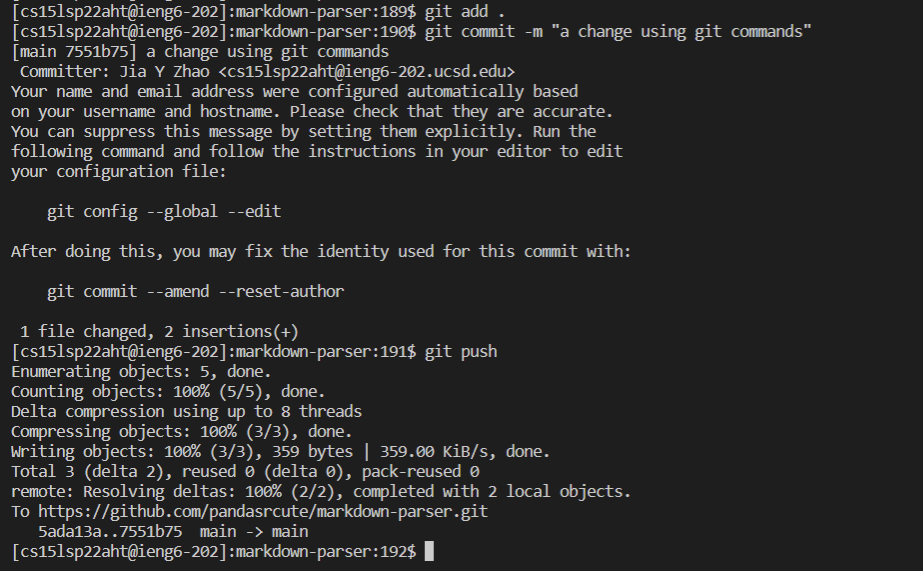 [cs15lsp22aht@ieng6-202]:markdown-parser:189$ git add .
[cs15lsp22aht@ieng6-202]:markdown-parser:190$ git commit -m "a change using git commands"
[main 7551b75] a change using git commands
 Committer: Jia Y Zhao <cs15lsp22aht@ieng6-202.ucsd.edu>
Your name and email address were configured automatically based
on your username and hostname. Please check that they are accurate.
You can suppress this message by setting them explicitly. Run the
following command and follow the instructions in your editor to edit
your configuration file:

    git config --global --edit

After doing this, you may fix the identity used for this commit with:

    git commit --amend --reset-author

 1 file changed, 2 insertions(+)
[cs15lsp22aht@ieng6-202]:markdown-parser:191$ git push
Enumerating objects: 5, done.
Counting objects: 100% (5/5), done.
Delta compression using up to 8 threads
Compressing objects: 100% (3/3), done.
Writing objects: 100% (3/3), 359 bytes | 359.00 KiB/s, done.
Total 3 (delta 2), reused 0 (delta 0), pack-reused 0
remote: Resolving deltas: 100% (2/2), completed with 2 local objects.
To https://github.com/pandasrcute/markdown-parser.git
   5ada13a..7551b75  main -> main
[cs15lsp22aht@ieng6-202]:markdown-parser:192$